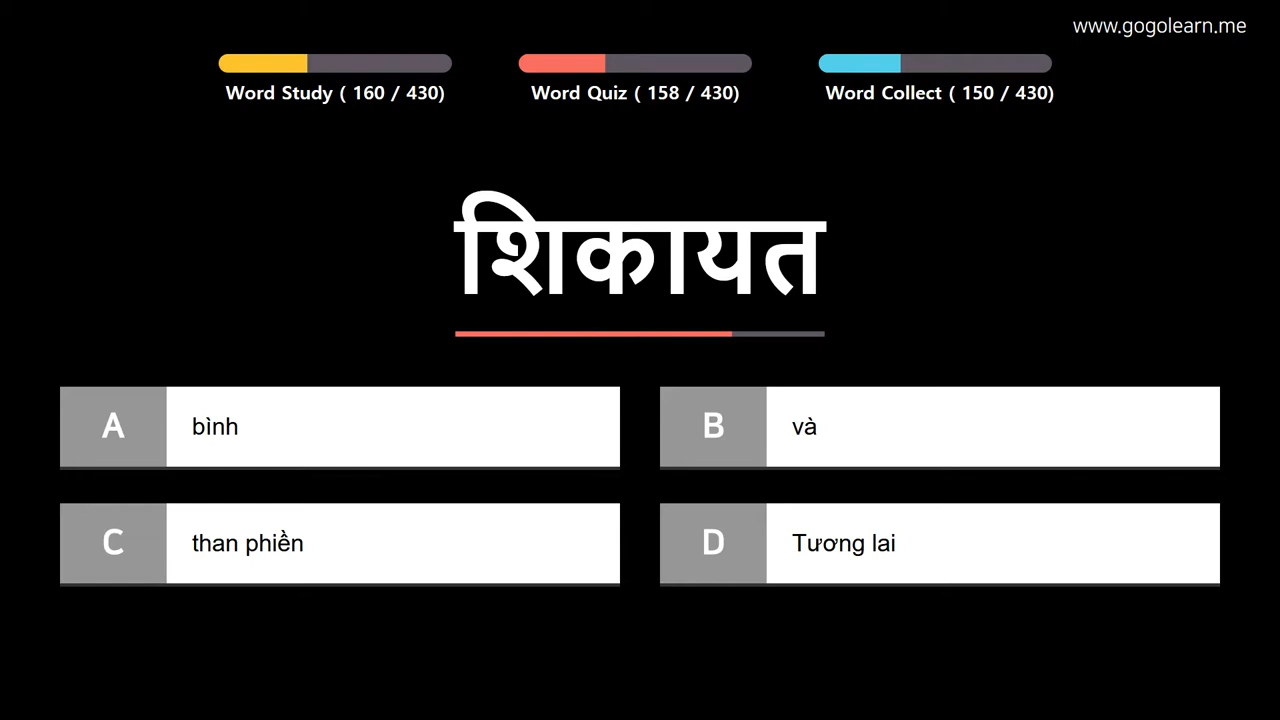 www.gogolearn.me
Word Study ( 160 / 430)
Word Quiz ( 158 / 430)
Word Collect ( 150 / 430)
शिकायत
A bình
B và
C than phiền
D Tương lai